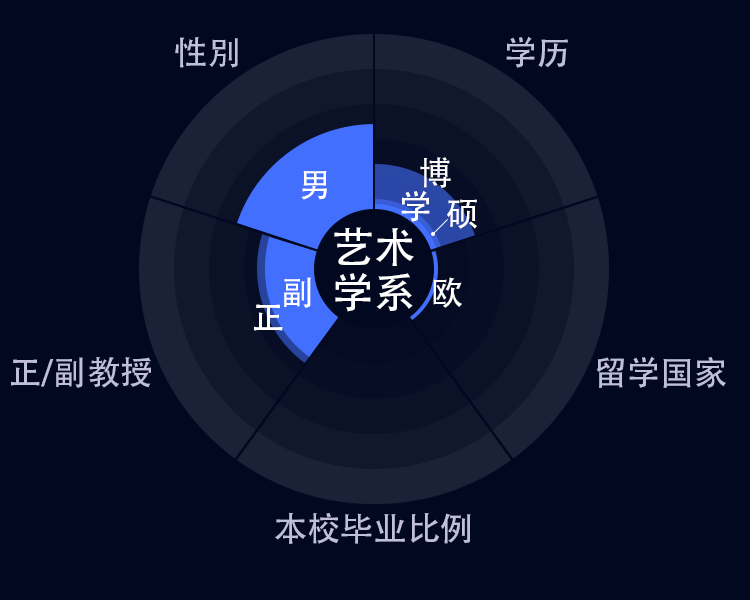 性别
学历
男
博
学
硕
艺术
学系
副
正
欧
正/副教授
留学国家
本校毕业比例